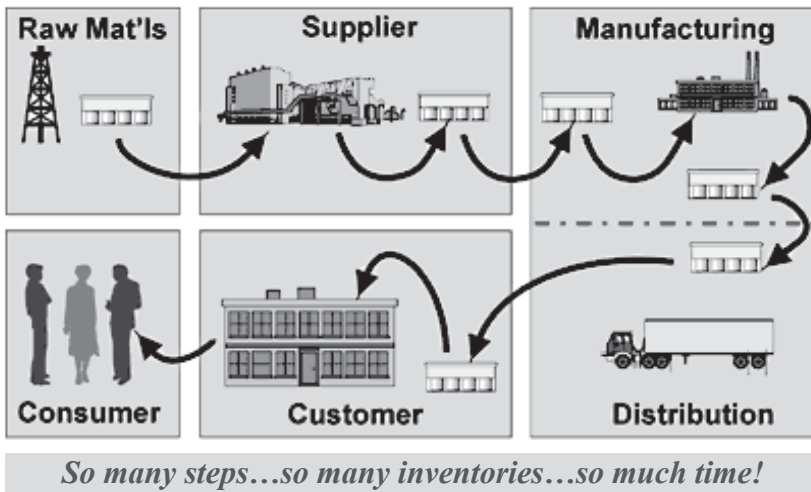 Raw Mat'ls
Supplier
Manufacturing
Consumer
Customer
Distribution
So many steps…so many inventories…so much time!